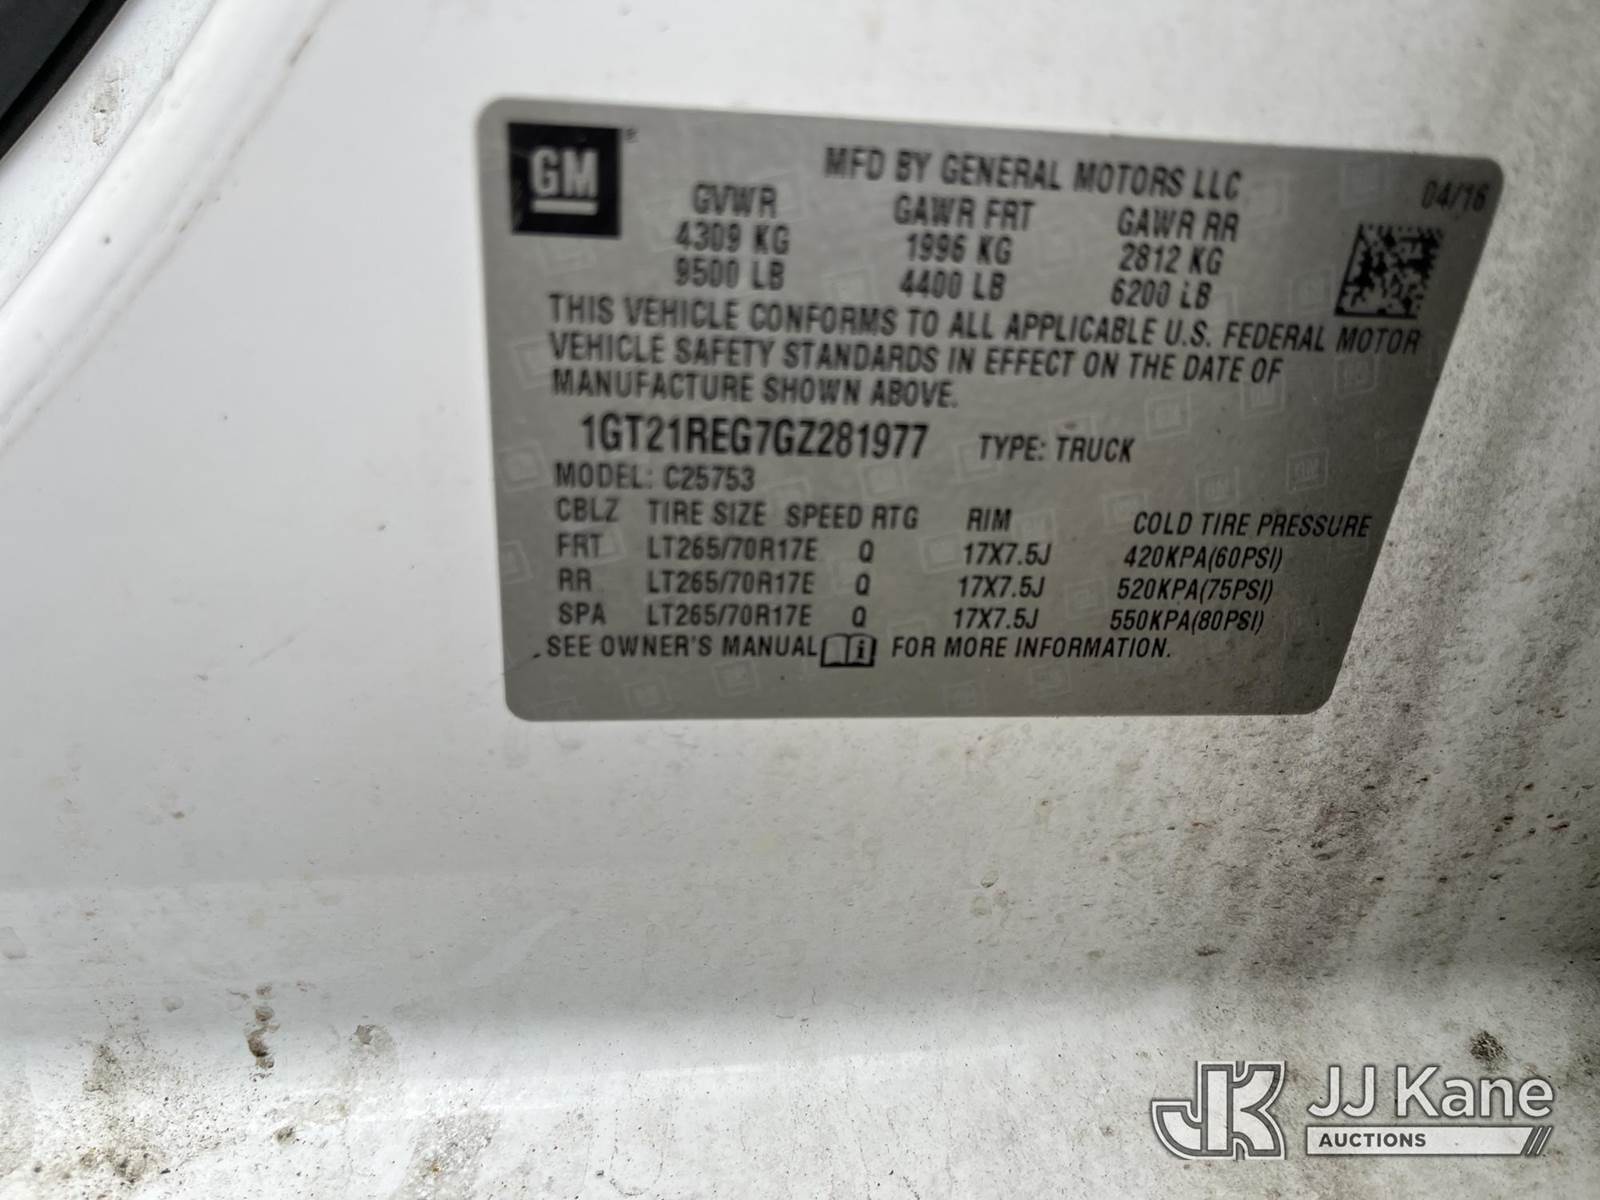 GM®
MFD BY GENERAL MOTORS LLC 04/16
GVWR GAWR FRT GAWR RR
4309 KG 1996 KG 2812 KG
9500 LB 4400 LB 6200 LB
THIS VEHICLE CONFORMS TO ALL APPLICABLE U.S. FEDERAL MOTOR
VEHICLE SAFETY STANDARDS IN EFFECT ON THE DATE OF
MANUFACTURE SHOWN ABOVE.
1GT21REG7GZ281977 TYPE: TRUCK
MODEL: C25753
CBLZ TIRE SIZE SPEED RTG RIM COLD TIRE PRESSURE
FRT LT265/70R17E Q 17X7.5J 420KPA(60PSI)
RR LT265/70R17E Q 17X7.5J 520KPA(75PSI)
SPA LT265/70R17E Q 17X7.5J 550KPA(80PSI)
SEE OWNER'S MANUAL FOR MORE INFORMATION.
JK JJ Kane
AUCTIONS